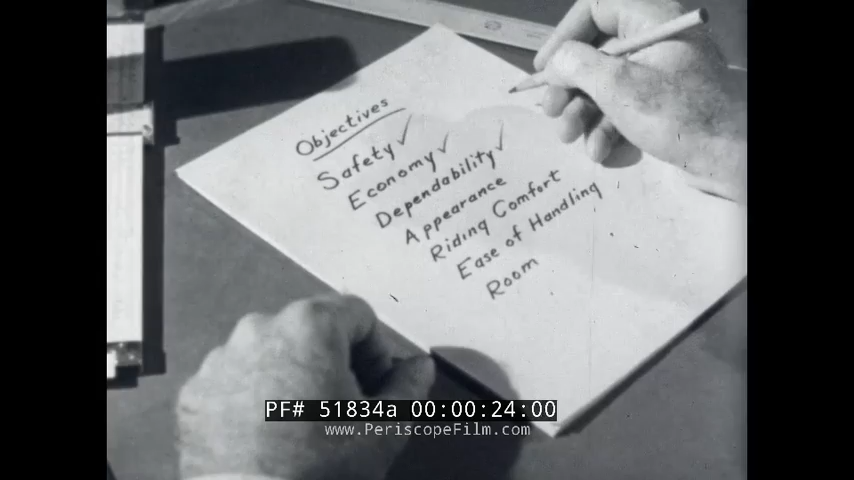 Objectives
Safety ✓
Economy ✓
Dependability ✓
Appearance
Riding Comfort
Ease of Handling
Room
PF# 51834a 00:00:24:00
www.PeriscopeFilm.com